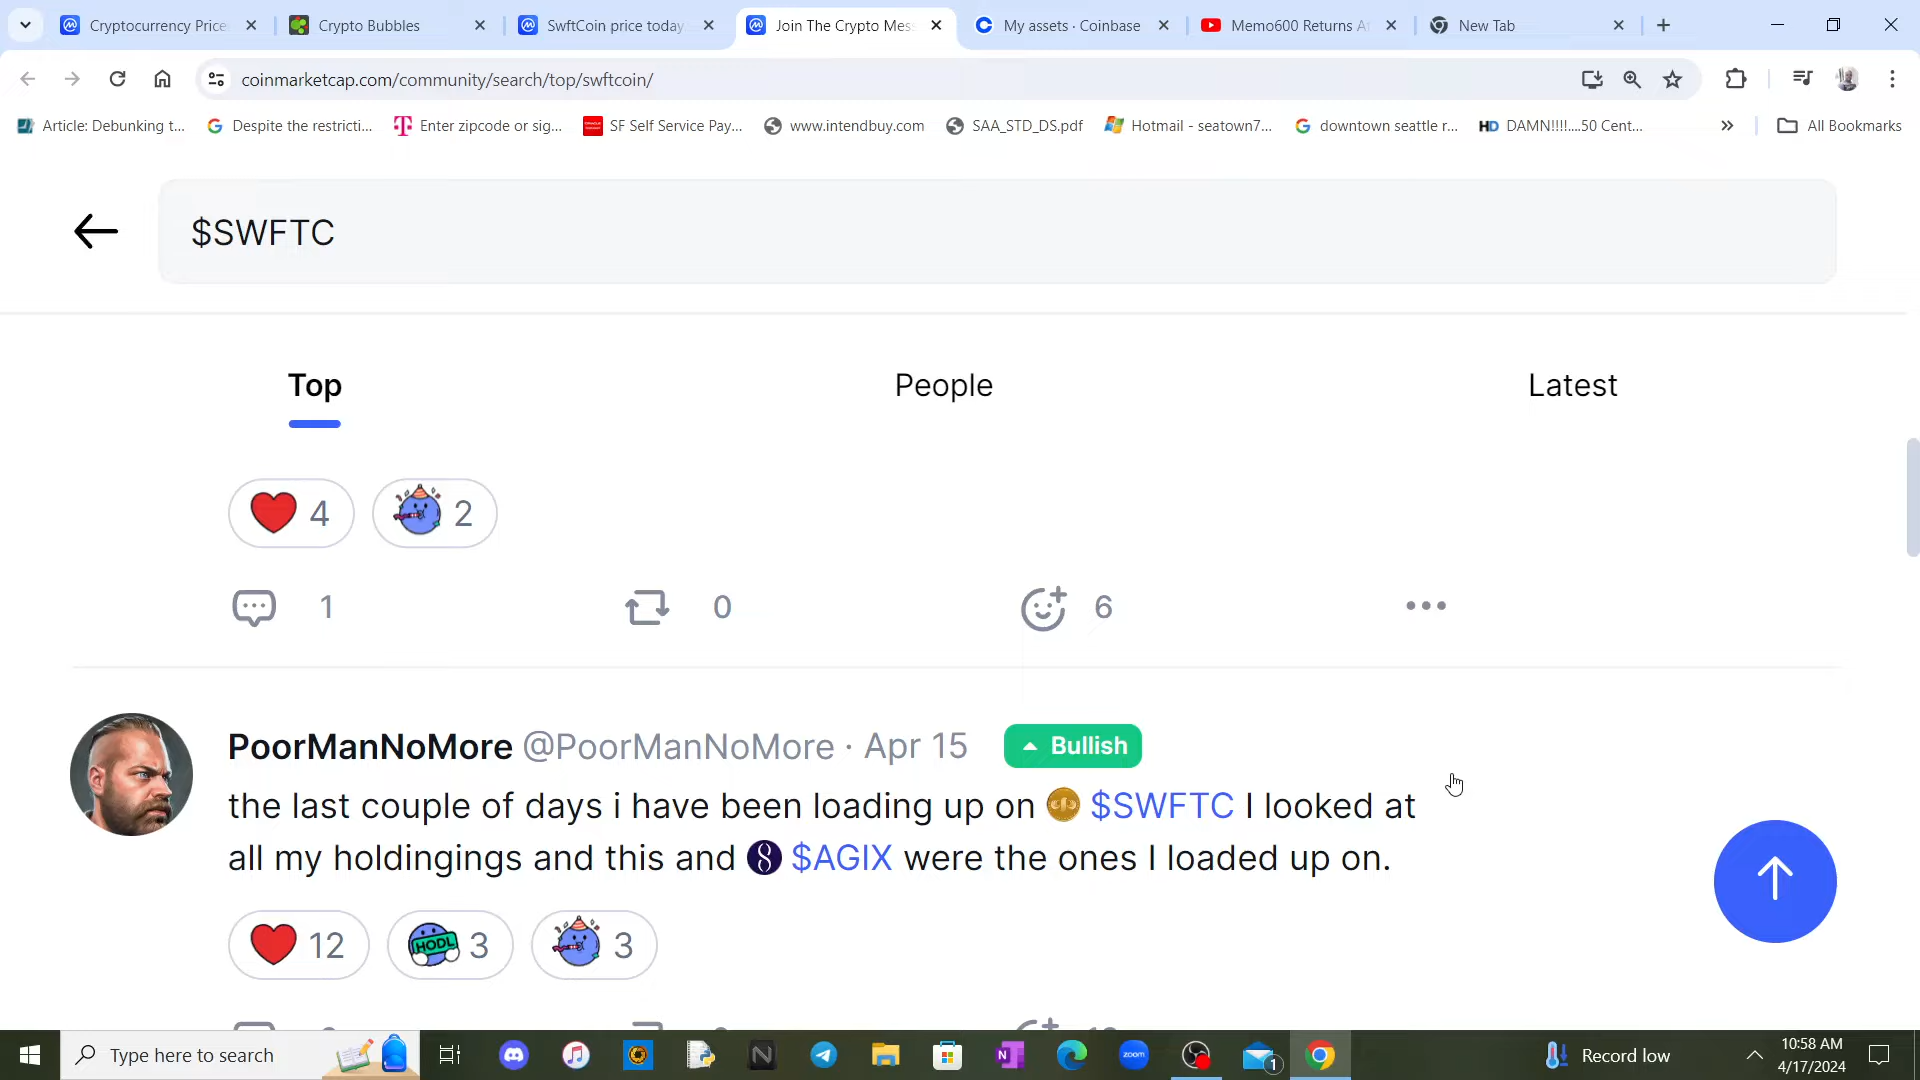 Cryptocurrency Price
Crypto Bubbles
SwftCoin price today
Join The Crypto Mes
My assets · Coinbase
Memo600 Returns A
New Tab
coinmarketcap.com/community/search/top/swftcoin/
Article: Debunking t...
Despite the restricti...
Enter zipcode or sig...
SF Self Service Pay...
www.intendbuy.com
SAA_STD_DS.pdf
Hotmail - seatown7...
downtown seattle r...
HD DAMN!!!!....50 Cent...
All Bookmarks
$SWFTC
Top People Latest
4 2
1 0 6
PoorManNoMore @PoorManNoMore · Apr 15 Bullish
the last couple of days i have been loading up on $SWFTC I looked at
all my holdingings and this and $AGIX were the ones I loaded up on.
12 HODL 3 3
Type here to search
N
N
zoom
1
Record low
10:58 AM
4/17/2024